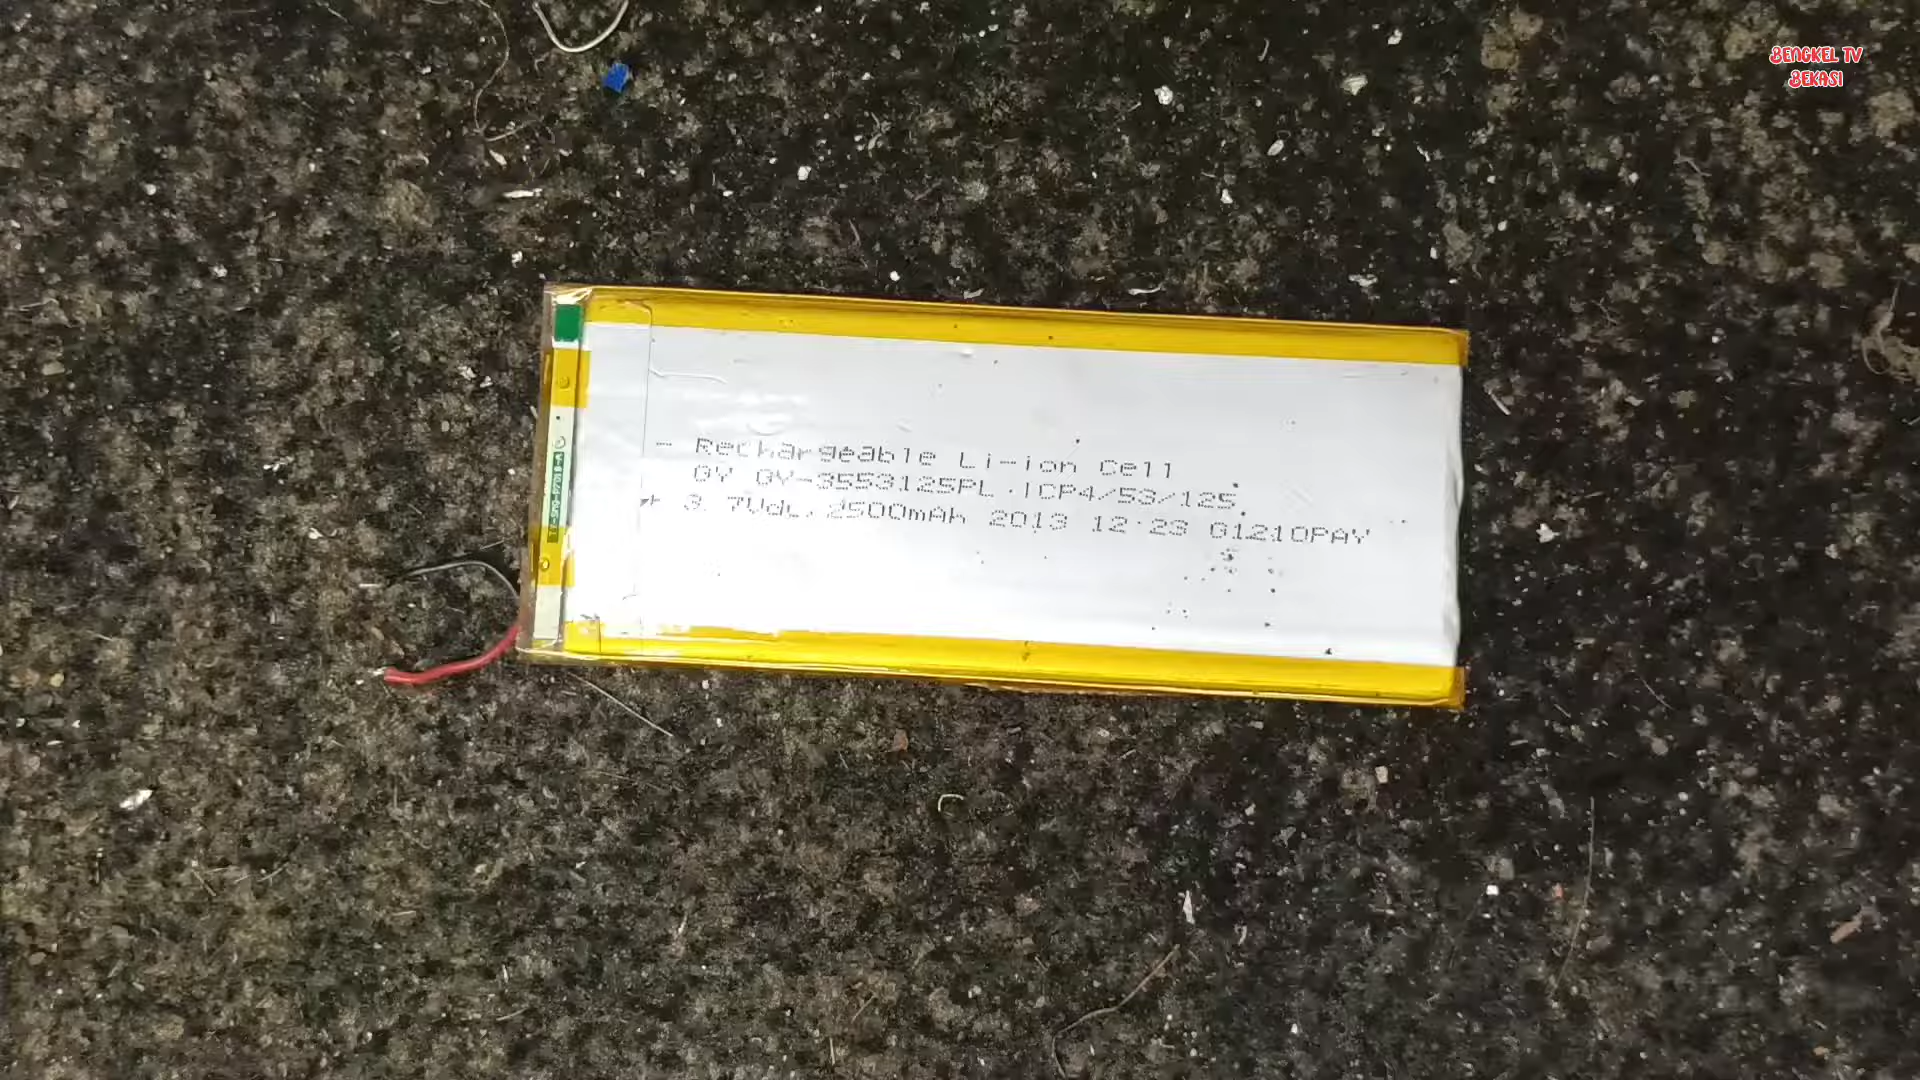 BENGKEL TV
BEKASI
- Rechargeable Li-ion Cell
GY GY-3553125PL ICP4/53/125
+ 3.7Vdc, 2500mAh 2013 12 23 G1210PAY